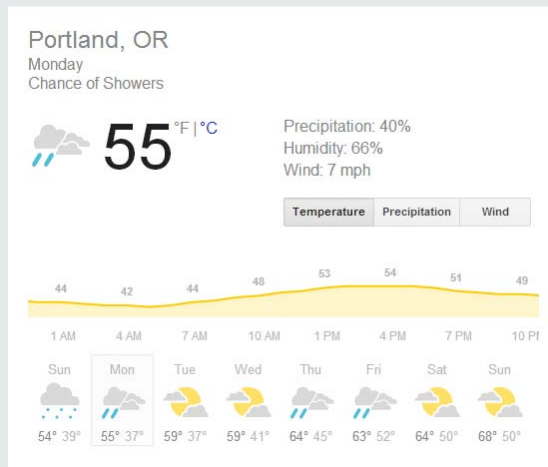 Portland, OR
Monday
Chance of Showers
55 °F | °C
Precipitation: 40%
Humidity: 66%
Wind: 7 mph
Temperature Precipitation Wind
44 42 44 48 53 54 51 49
1 AM 4 AM 7 AM 10 AM 1 PM 4 PM 7 PM 10 PM
Sun Mon Tue Wed Thu Fri Sat Sun
54° 39° 55° 37° 59° 37° 59° 41° 64° 45° 63° 52° 64° 50° 68° 50°